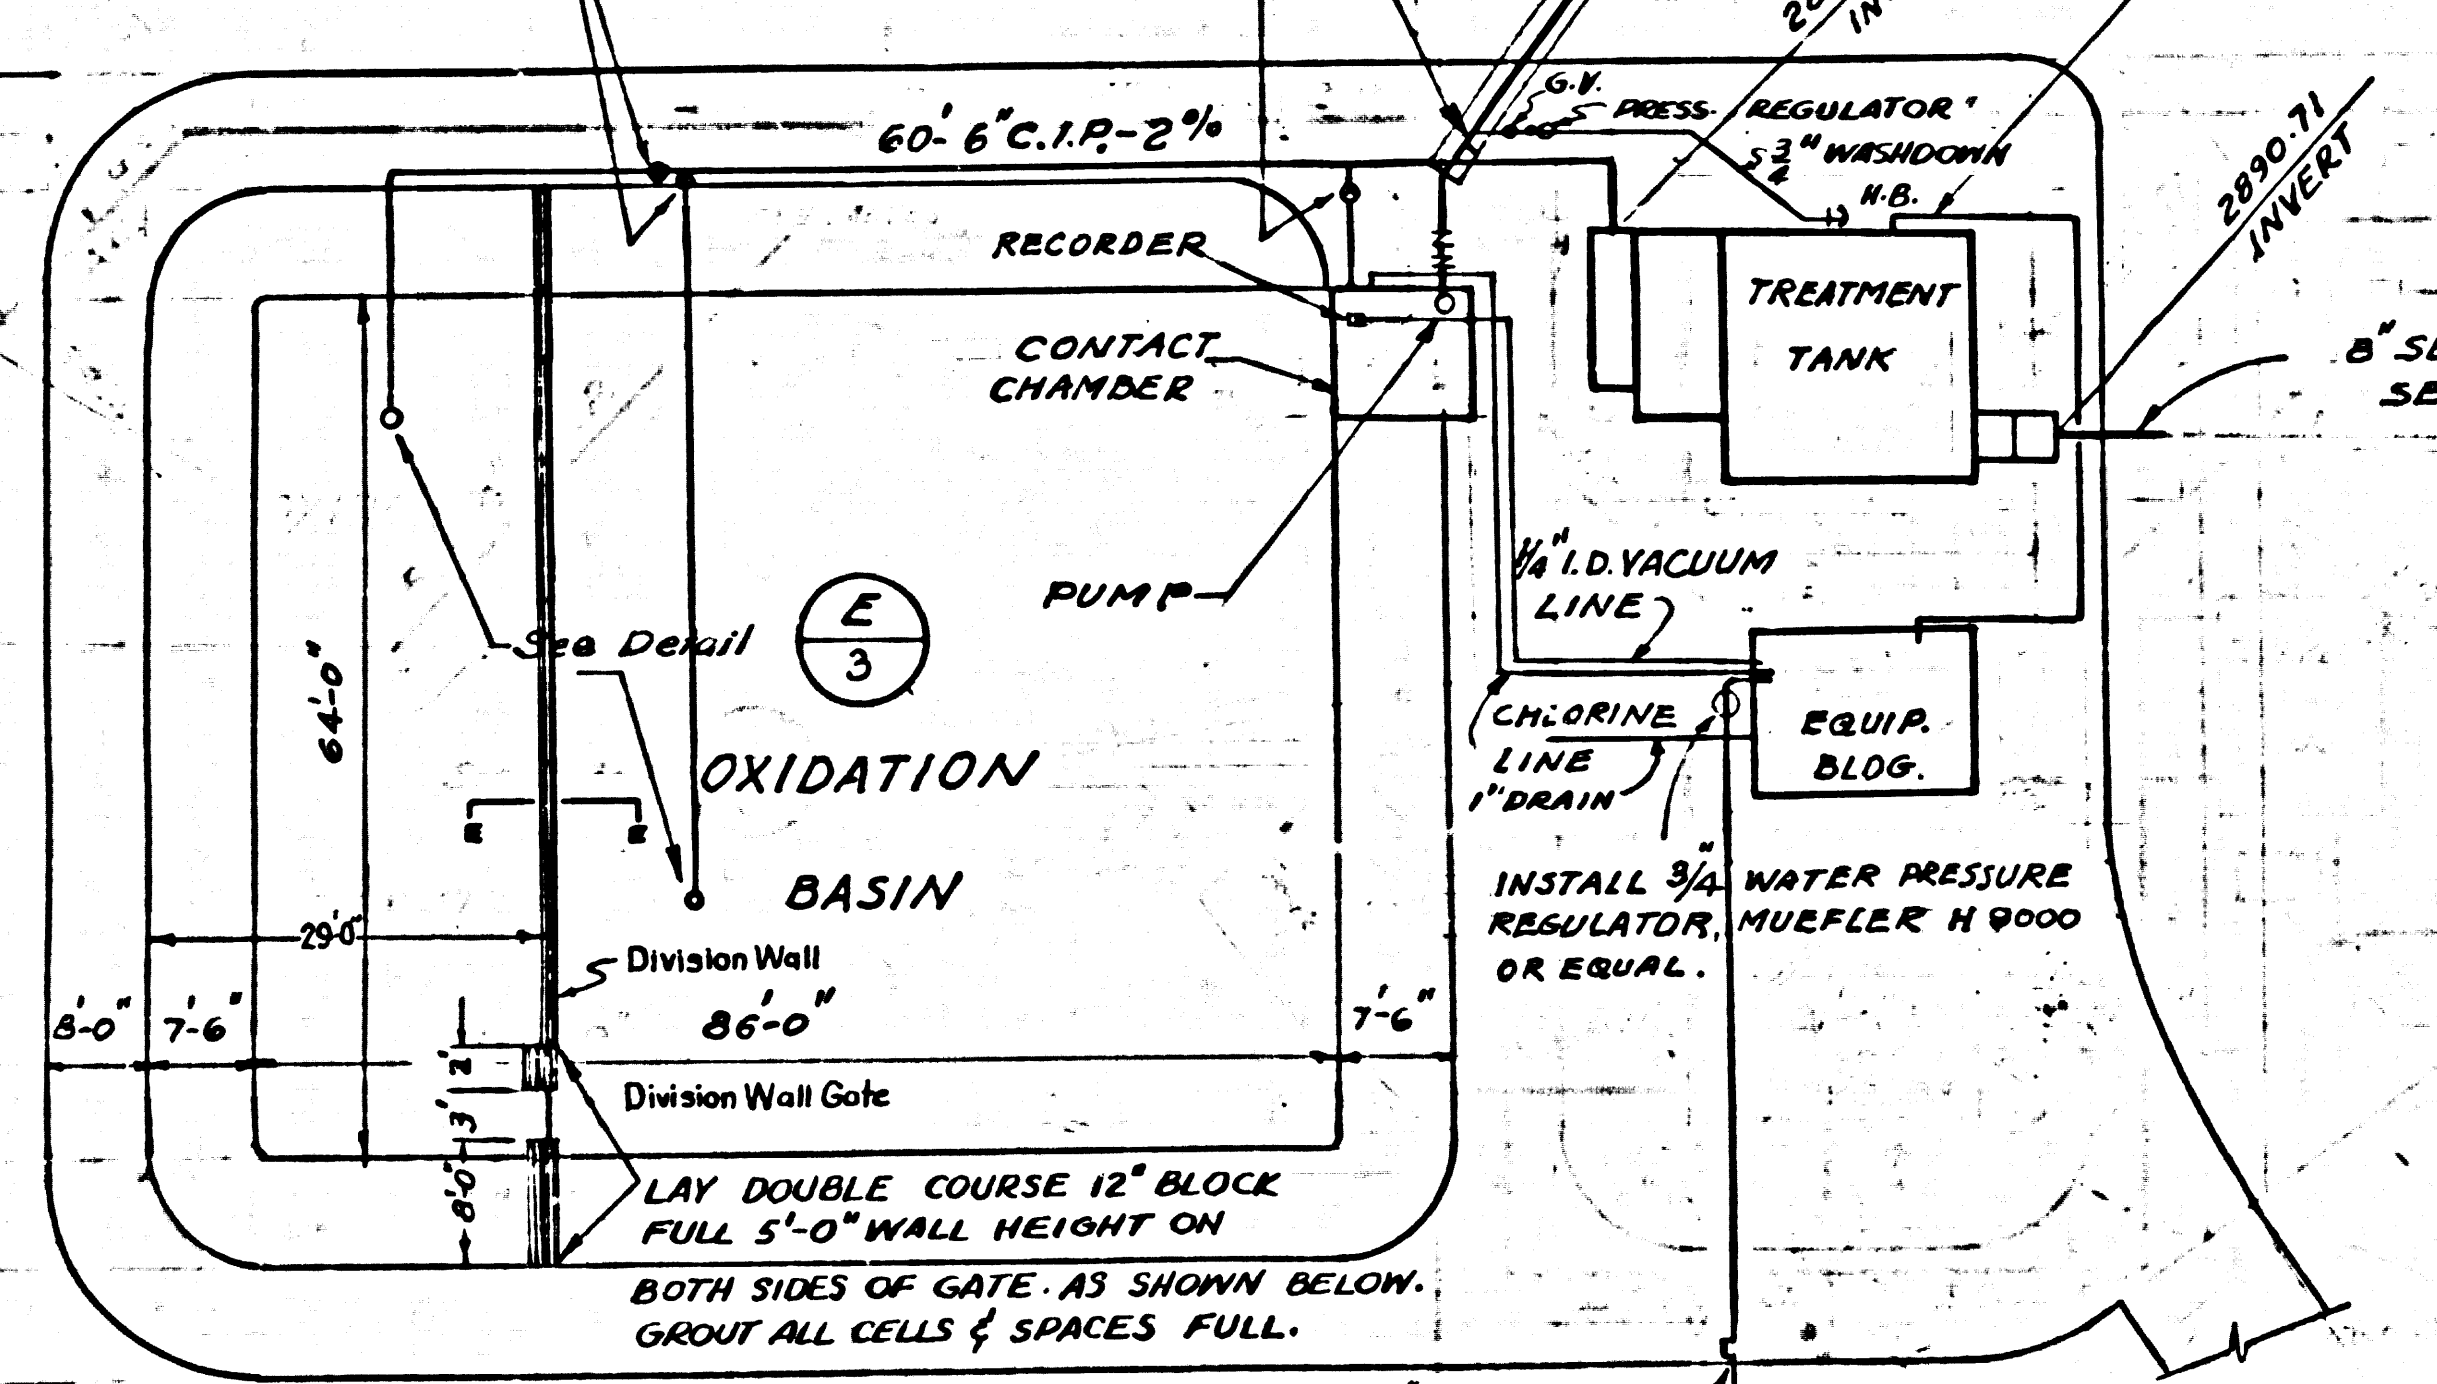 60'- 6" C.I.P. - 2%
G.V.
PRESS. REGULATOR
3/4" WASHDOWN
H.B.
2890.71
INVERT
RECORDER
CONTACT
CHAMBER
TREATMENT
TANK
8"
PUMP
1/4" I.D. VACUUM
LINE
See Detail
E
3
64'-0"
OXIDATION
BASIN
CHLORINE
LINE
1" DRAIN
EQUIP.
BLDG.
INSTALL 3/4" WATER PRESSURE
REGULATOR, MUEFLER H 9000
OR EQUAL.
29'-0"
Division Wall
86'-0"
8'-0"
7'-6"
7'-6"
2'
Division Wall Gate
3'
8'-0"
LAY DOUBLE COURSE 12" BLOCK
FULL 5'-0" WALL HEIGHT ON
BOTH SIDES OF GATE. AS SHOWN BELOW.
GROUT ALL CELLS & SPACES FULL.